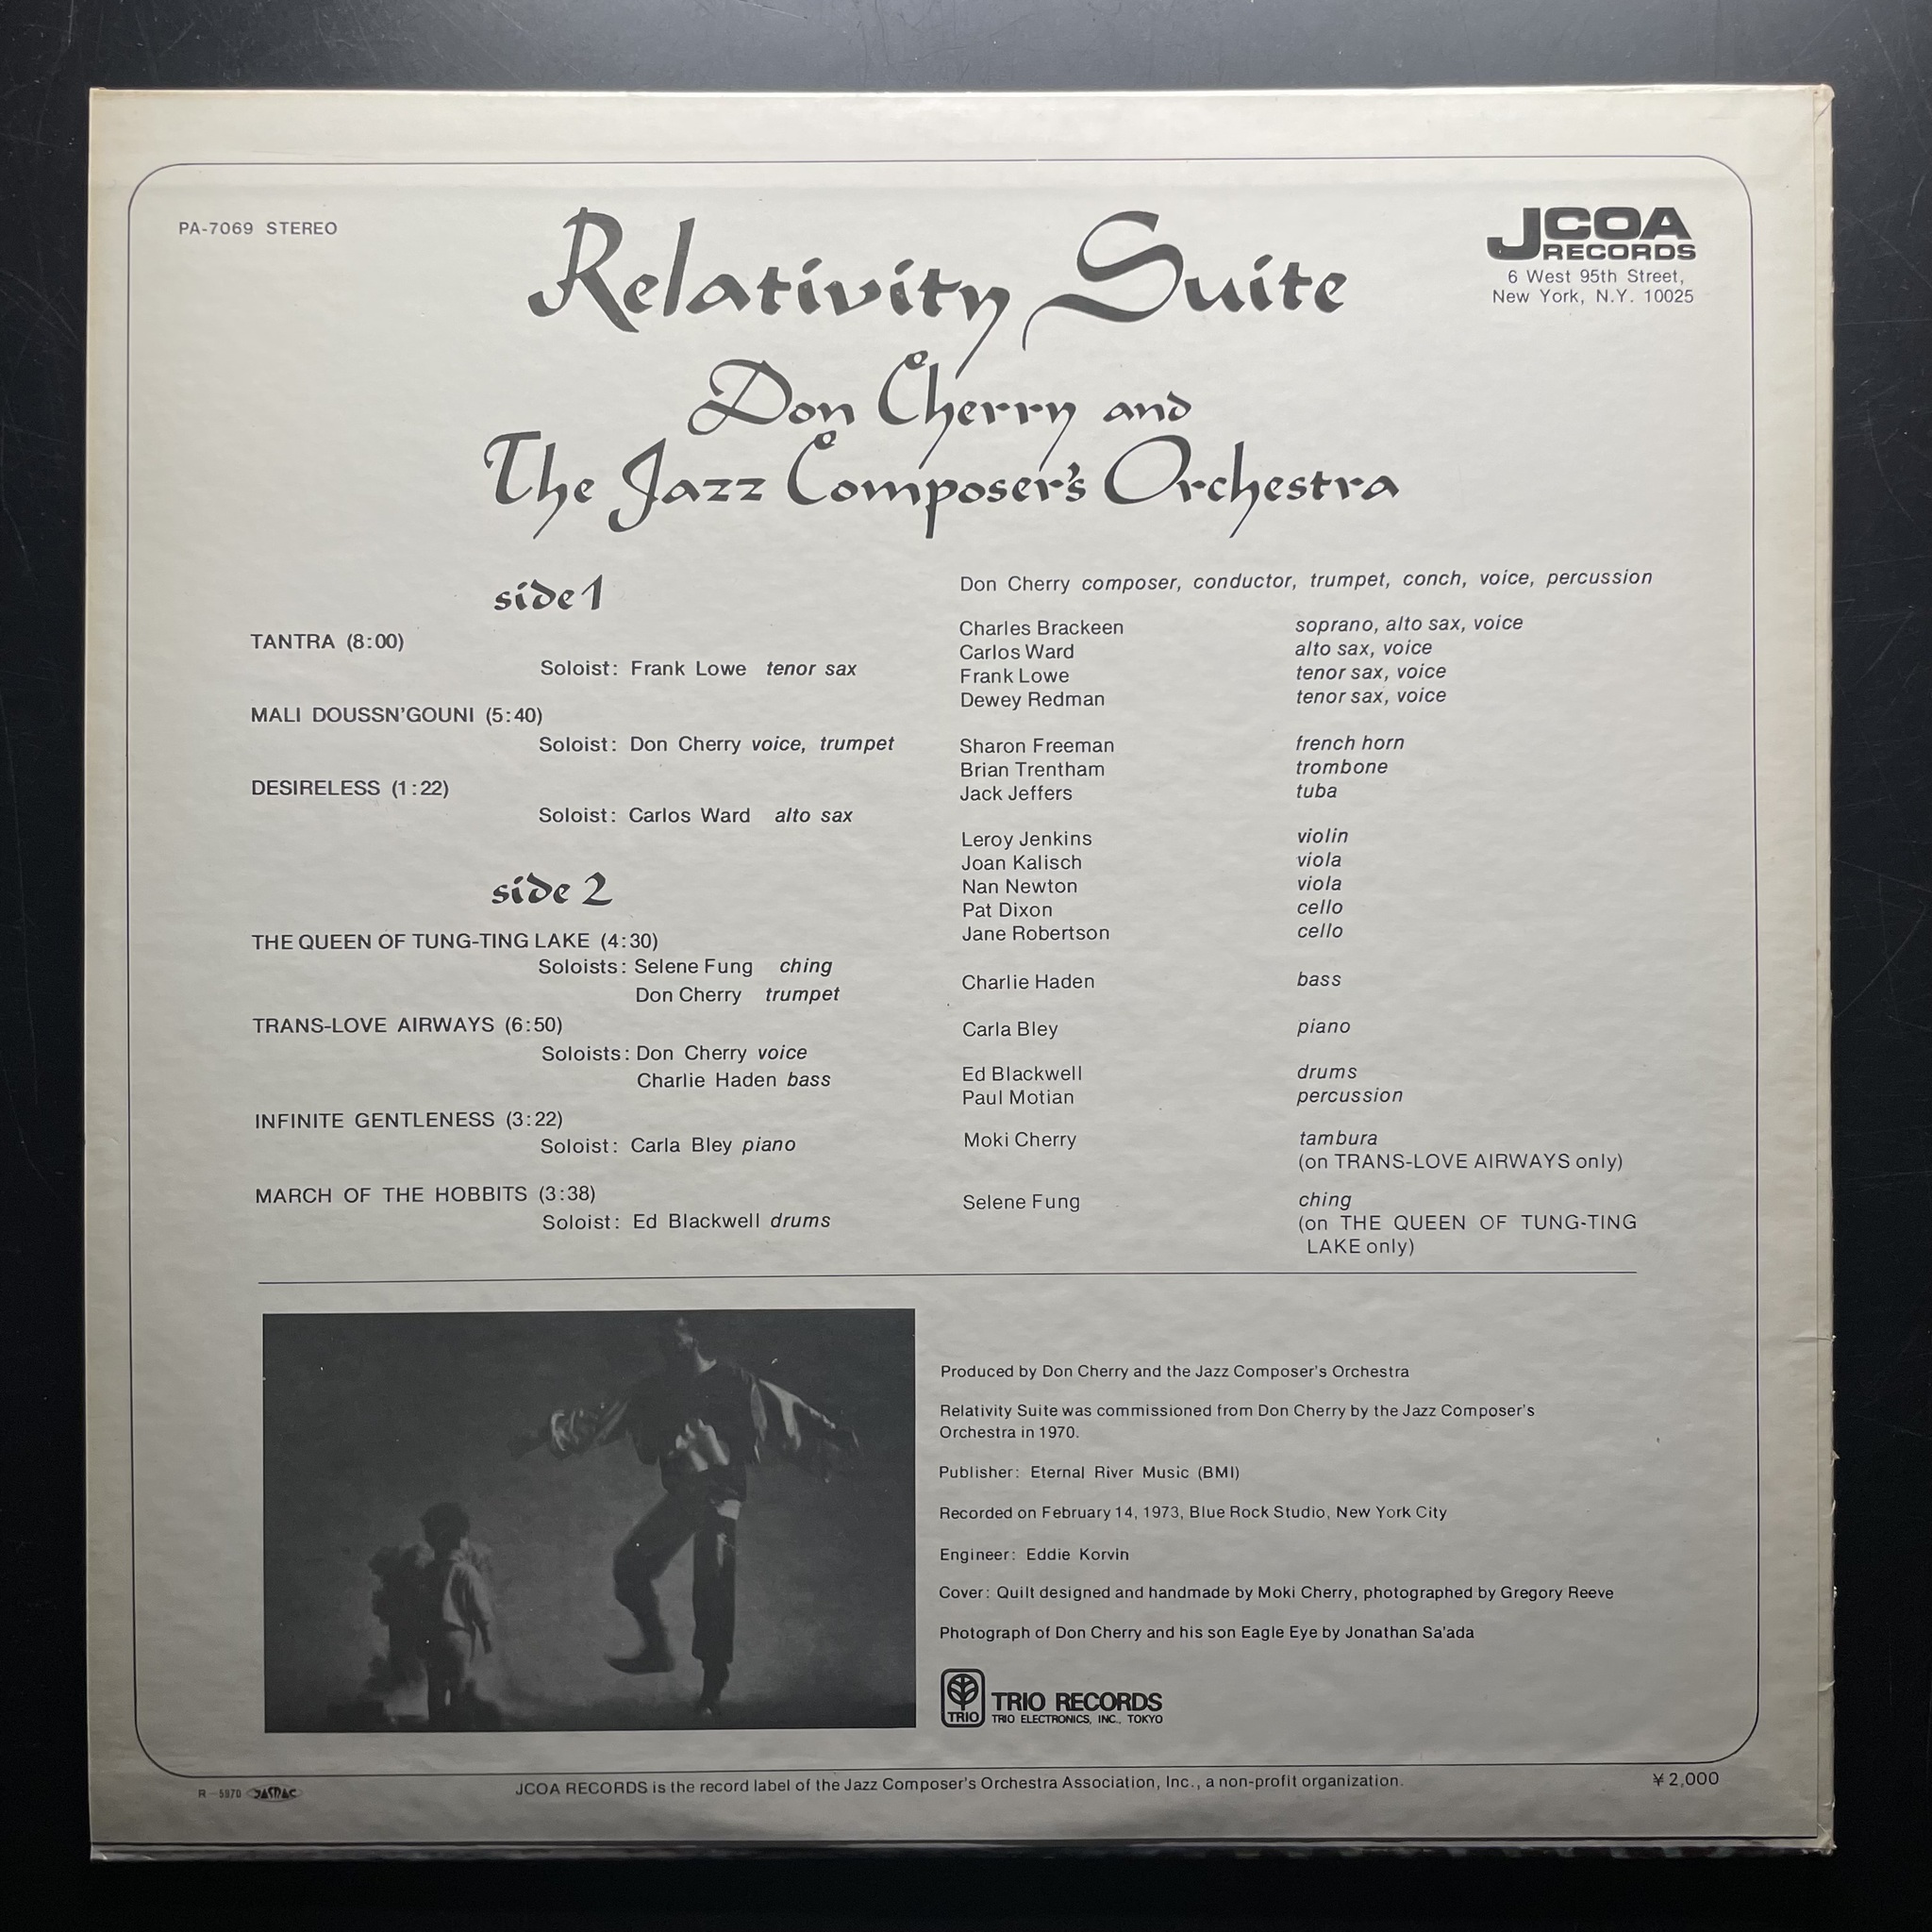 PA-7069 STEREO
JCOA
RECORDS
6 West 95th Street,
New York, N.Y. 10025
Relativity Suite
Don Cherry and
The Jazz Composer's Orchestra
side 1
TANTRA (8:00)
Soloist: Frank Lowe tenor sax
MALI DOUSSN'GOUNI (5:40)
Soloist: Don Cherry voice, trumpet
DESIRELESS (1:22)
Soloist: Carlos Ward alto sax
side 2
THE QUEEN OF TUNG-TING LAKE (4:30)
Soloists: Selene Fung ching
Don Cherry trumpet
TRANS-LOVE AIRWAYS (6:50)
Soloists: Don Cherry voice
Charlie Haden bass
INFINITE GENTLENESS (3:22)
Soloist: Carla Bley piano
MARCH OF THE HOBBITS (3:38)
Soloist: Ed Blackwell drums
Don Cherry composer, conductor, trumpet, conch, voice, percussion
Charles Brackeen soprano, alto sax, voice
Carlos Ward alto sax, voice
Frank Lowe tenor sax, voice
Dewey Redman tenor sax, voice
Sharon Freeman french horn
Brian Trentham trombone
Jack Jeffers tuba
Leroy Jenkins violin
Joan Kalisch viola
Nan Newton viola
Pat Dixon cello
Jane Robertson cello
Charlie Haden bass
Carla Bley piano
Ed Blackwell drums
Paul Motian percussion
Moki Cherry tambura
(on TRANS-LOVE AIRWAYS only)
Selene Fung ching
(on THE QUEEN OF TUNG-TING
LAKE only)
Produced by Don Cherry and the Jazz Composer's Orchestra
Relativity Suite was commissioned from Don Cherry by the Jazz Composer's
Orchestra in 1970.
Publisher: Eternal River Music (BMI)
Recorded on February 14, 1973, Blue Rock Studio, New York City
Engineer: Eddie Korvin
Cover: Quilt designed and handmade by Moki Cherry, photographed by Gregory Reeve
Photograph of Don Cherry and his son Eagle Eye by Jonathan Sa'ada
TRIO
TRIO RECORDS
TRIO ELECTRONICS, INC., TOKYO
R-5970 JASRAC
JCOA RECORDS is the record label of the Jazz Composer's Orchestra Association, Inc., a non-profit organization.
¥2,000